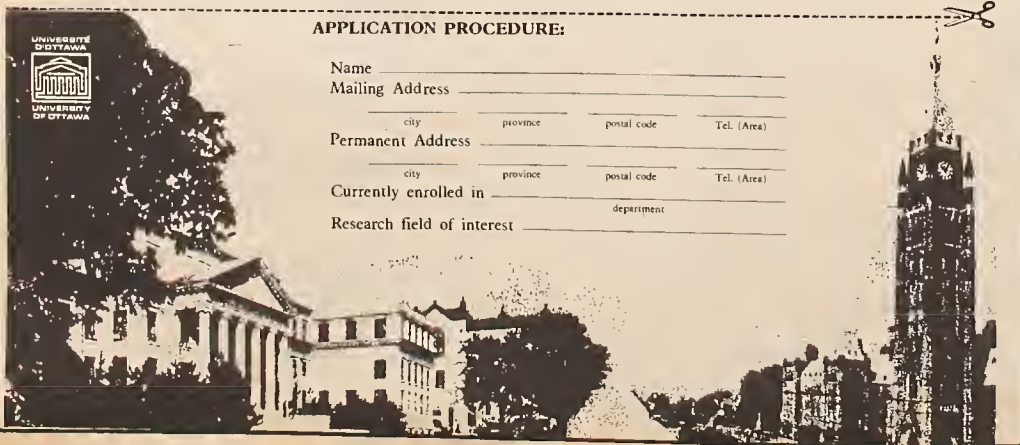 APPLICATION PROCEDURE:
UNIVERSITÉ
D'OTTAWA
UNIVERSITY
OF OTTAWA
Name
Mailing Address
city province postal code Tel. (Area)
Permanent Address
city province postal code Tel. (Area)
Currently enrolled in
department
Research field of interest